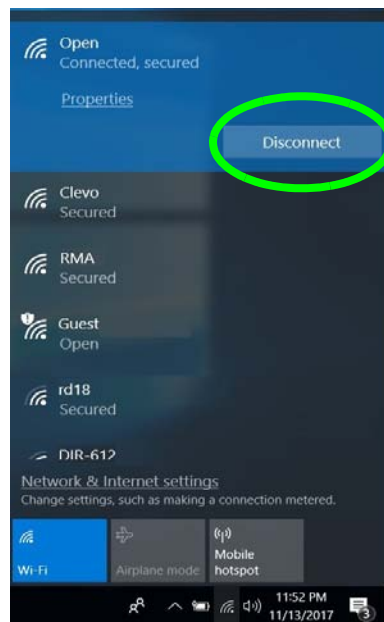 Open
Connected, secured
Properties
Disconnect
Clevo
Secured
RMA
Secured
Guest
Open
rd18
Secured
DIR-612
Network & Internet settings
Change settings, such as making a connection metered.
Wi-Fi
Airplane mode
Mobile
hotspot
11:52 PM
11/13/2017
3